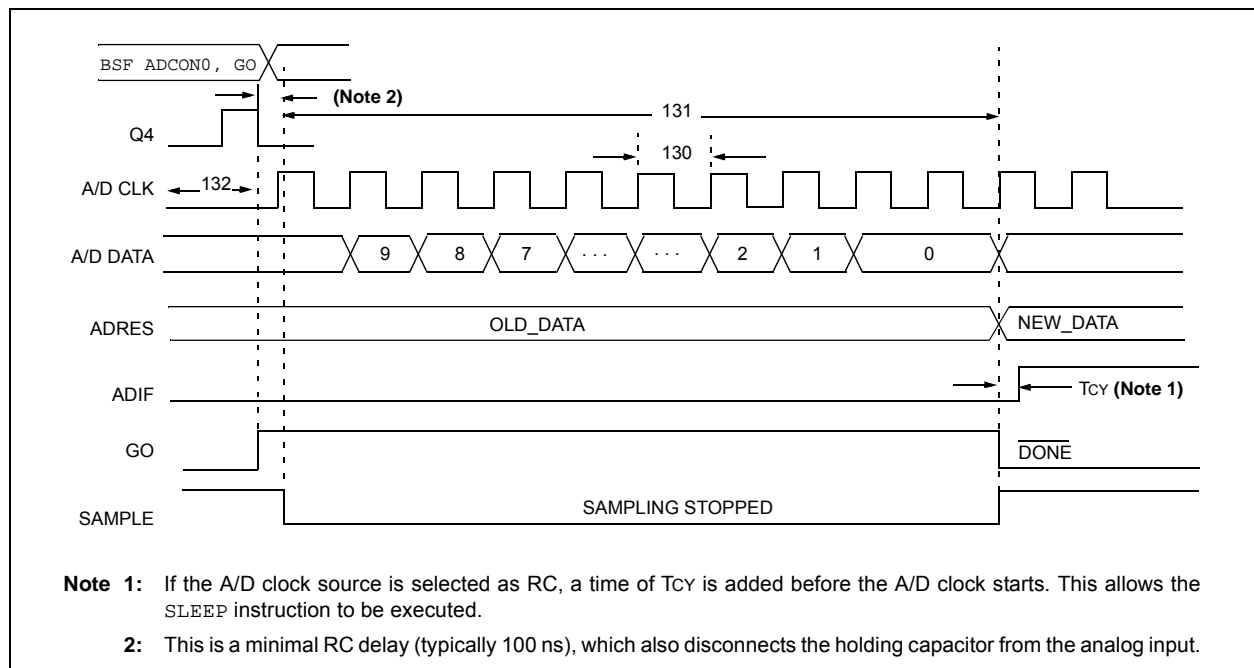 BSF ADCON0, GO
(Note 2)
131
Q4
130
A/D CLK
132
A/D DATA
9 8 7 . . . . . . 2 1 0
ADRES
OLD_DATA NEW_DATA
ADIF
TCY (Note 1)
GO
DONE
SAMPLE
SAMPLING STOPPED
Note 1: If the A/D clock source is selected as RC, a time of TCY is added before the A/D clock starts. This allows the
SLEEP instruction to be executed.
2: This is a minimal RC delay (typically 100 ns), which also disconnects the holding capacitor from the analog input.